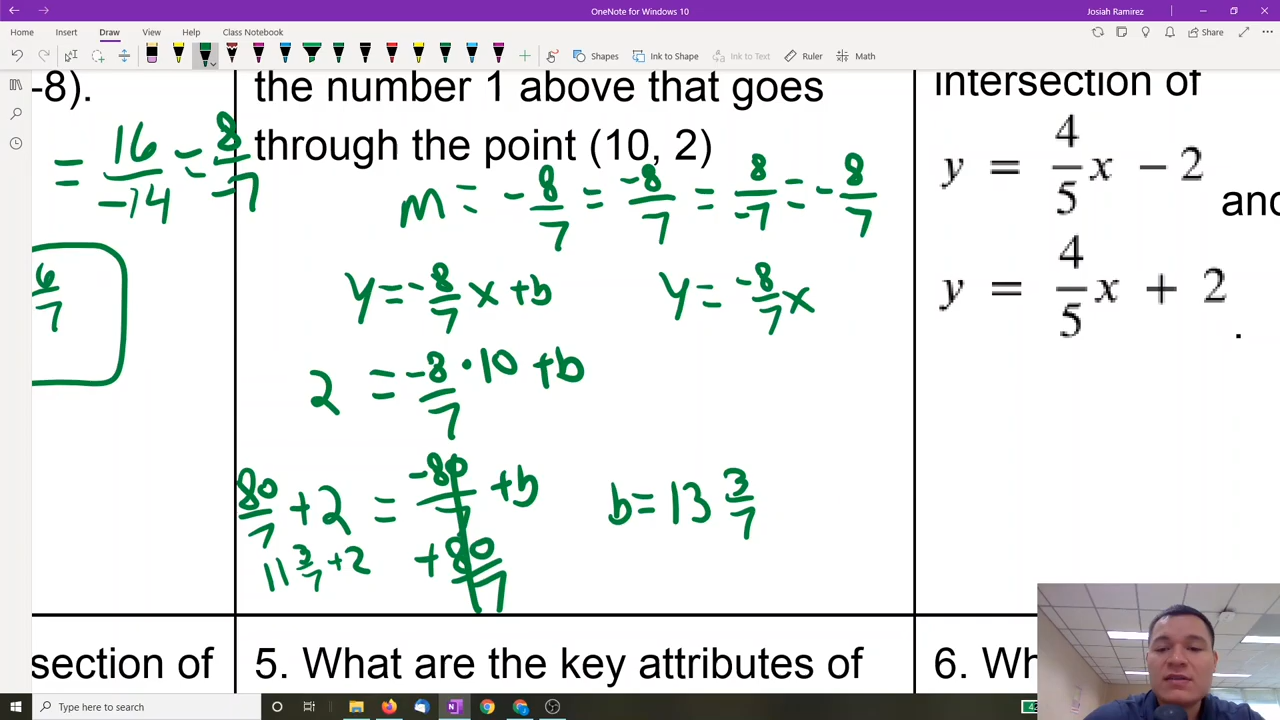 OneNote for Windows 10
Josiah Ramirez
Home Insert Draw View Help Class Notebook
Share
Shapes Ink to Shape Ink to Text Ruler Math
-8).
= 16/-14 = 8/-7
6/7
the number 1 above that goes
through the point (10, 2)
m = -8/7 = -8/7 = 8/-7 = -8/7
y = -8/7 x + b
y = -8/7 x
2 = -8/7 · 10 + b
80/7 + 2 = -80/7 + b
11 3/7 + 2
+ 80/7
b = 13 3/7
intersection of
y = 4/5 x - 2
and
y = 4/5 x + 2
.
section of
5. What are the key attributes of
6. Wh
Type here to search